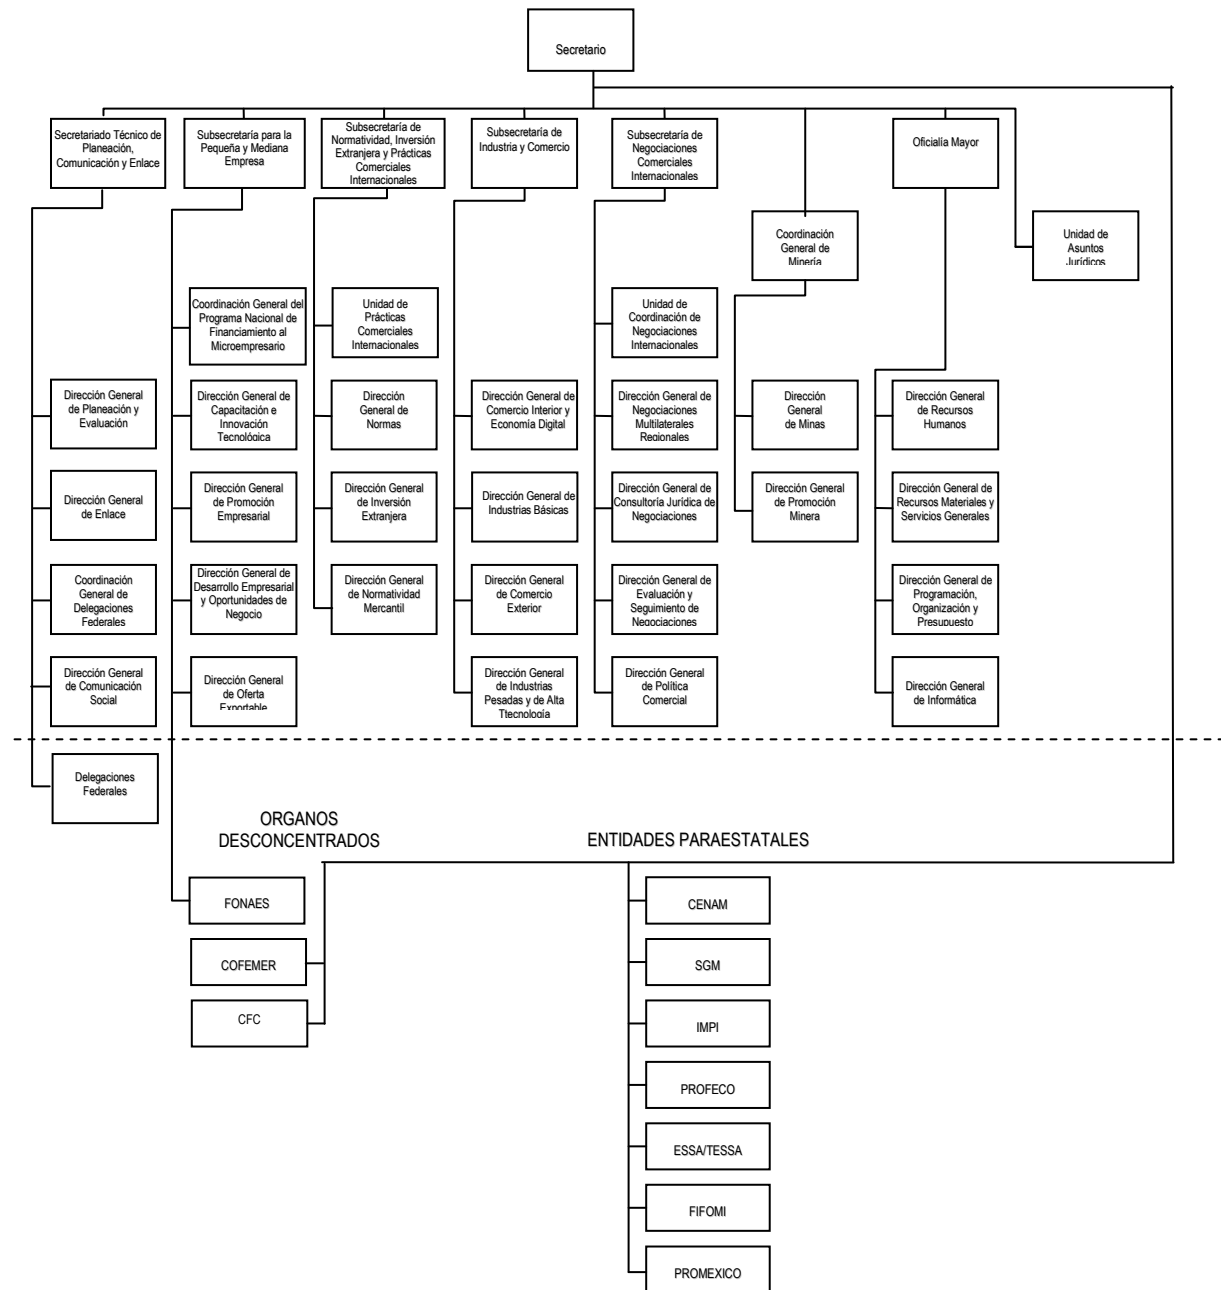 Secretario
Secretariado Técnico de
Planeación,
Comunicación y Enlace
Subsecretaría para la
Pequeña y Mediana
Empresa
Subsecretaría de
Normatividad, Inversión
Extranjera y Prácticas
Comerciales
Internacionales
Subsecretaría de
Industria y Comercio
Subsecretaría de
Negociaciones
Comerciales
Internacionales
Oficialía Mayor
Coordinación
General de
Minería
Unidad de
Asuntos
Jurídicos
Coordinación General del
Programa Nacional de
Financiamiento al
Microempresario
Unidad de
Prácticas
Comerciales
Internacionales
Unidad de
Coordinación de
Negociaciones
Internacionales
Dirección General
de Planeación y
Evaluación
Dirección General de
Capacitación e
Innovación
Tecnológica
Dirección
General de
Normas
Dirección General de
Comercio Interior y
Economía Digital
Dirección General de
Negociaciones
Multilaterales
Regionales
Dirección
General
de Minas
Dirección General
de Recursos
Humanos
Dirección General
de Enlace
Dirección General
de Promoción
Empresarial
Dirección General
de Inversión
Extranjera
Dirección General de
Industrias Básicas
Dirección General de
Consultoría Jurídica de
Negociaciones
Dirección General
de Promoción
Minera
Dirección General de
Recursos Materiales y
Servicios Generales
Coordinación
General de
Delegaciones
Federales
Dirección General de
Desarrollo Empresarial
y Oportunidades de
Negocio
Dirección General
de Normatividad
Mercantil
Dirección General
de Comercio
Exterior
Dirección General de
Evaluación y
Seguimiento de
Negociaciones
Dirección General de
Programación,
Organización y
Presupuesto
Dirección General
de Comunicación
Social
Dirección General
de Oferta
Exportable
Dirección General
de Industrias
Pesadas y de Alta
Ttecnología
Dirección General
de Política
Comercial
Dirección General
de Informática
Delegaciones
Federales
ORGANOS
DESCONCENTRADOS
ENTIDADES PARAESTATALES
FONAES
COFEMER
CFC
CENAM
SGM
IMPI
PROFECO
ESSA/TESSA
FIFOMI
PROMEXICO